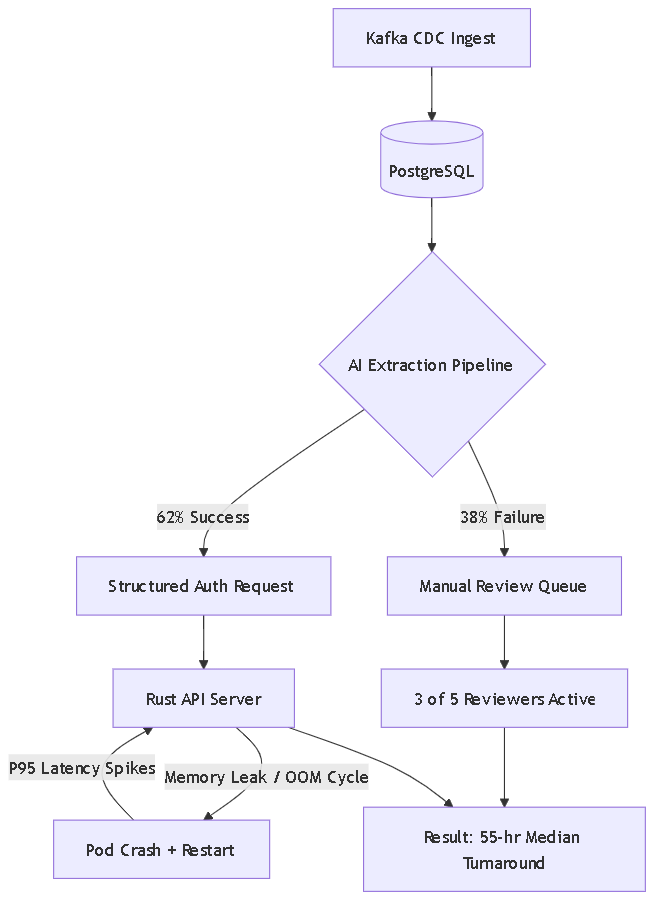 Kafka CDC Ingest
PostgreSQL
AI Extraction Pipeline
62% Success
38% Failure
Structured Auth Request
Manual Review Queue
Rust API Server
3 of 5 Reviewers Active
P95 Latency Spikes
Memory Leak / OOM Cycle
Pod Crash + Restart
Result: 55-hr Median
Turnaround